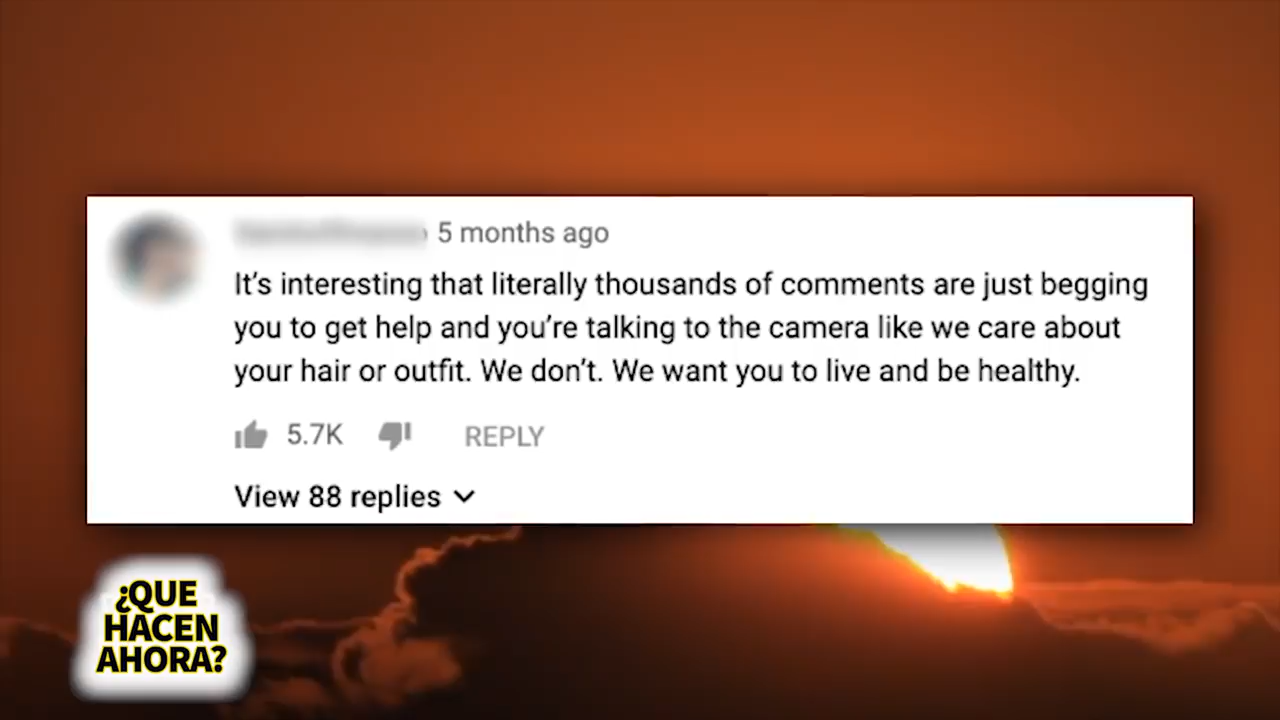 5 months ago
It's interesting that literally thousands of comments are just begging
you to get help and you're talking to the camera like we care about
your hair or outfit. We don't. We want you to live and be healthy.
5.7K REPLY
View 88 replies
¿QUE
HACEN
AHORA?